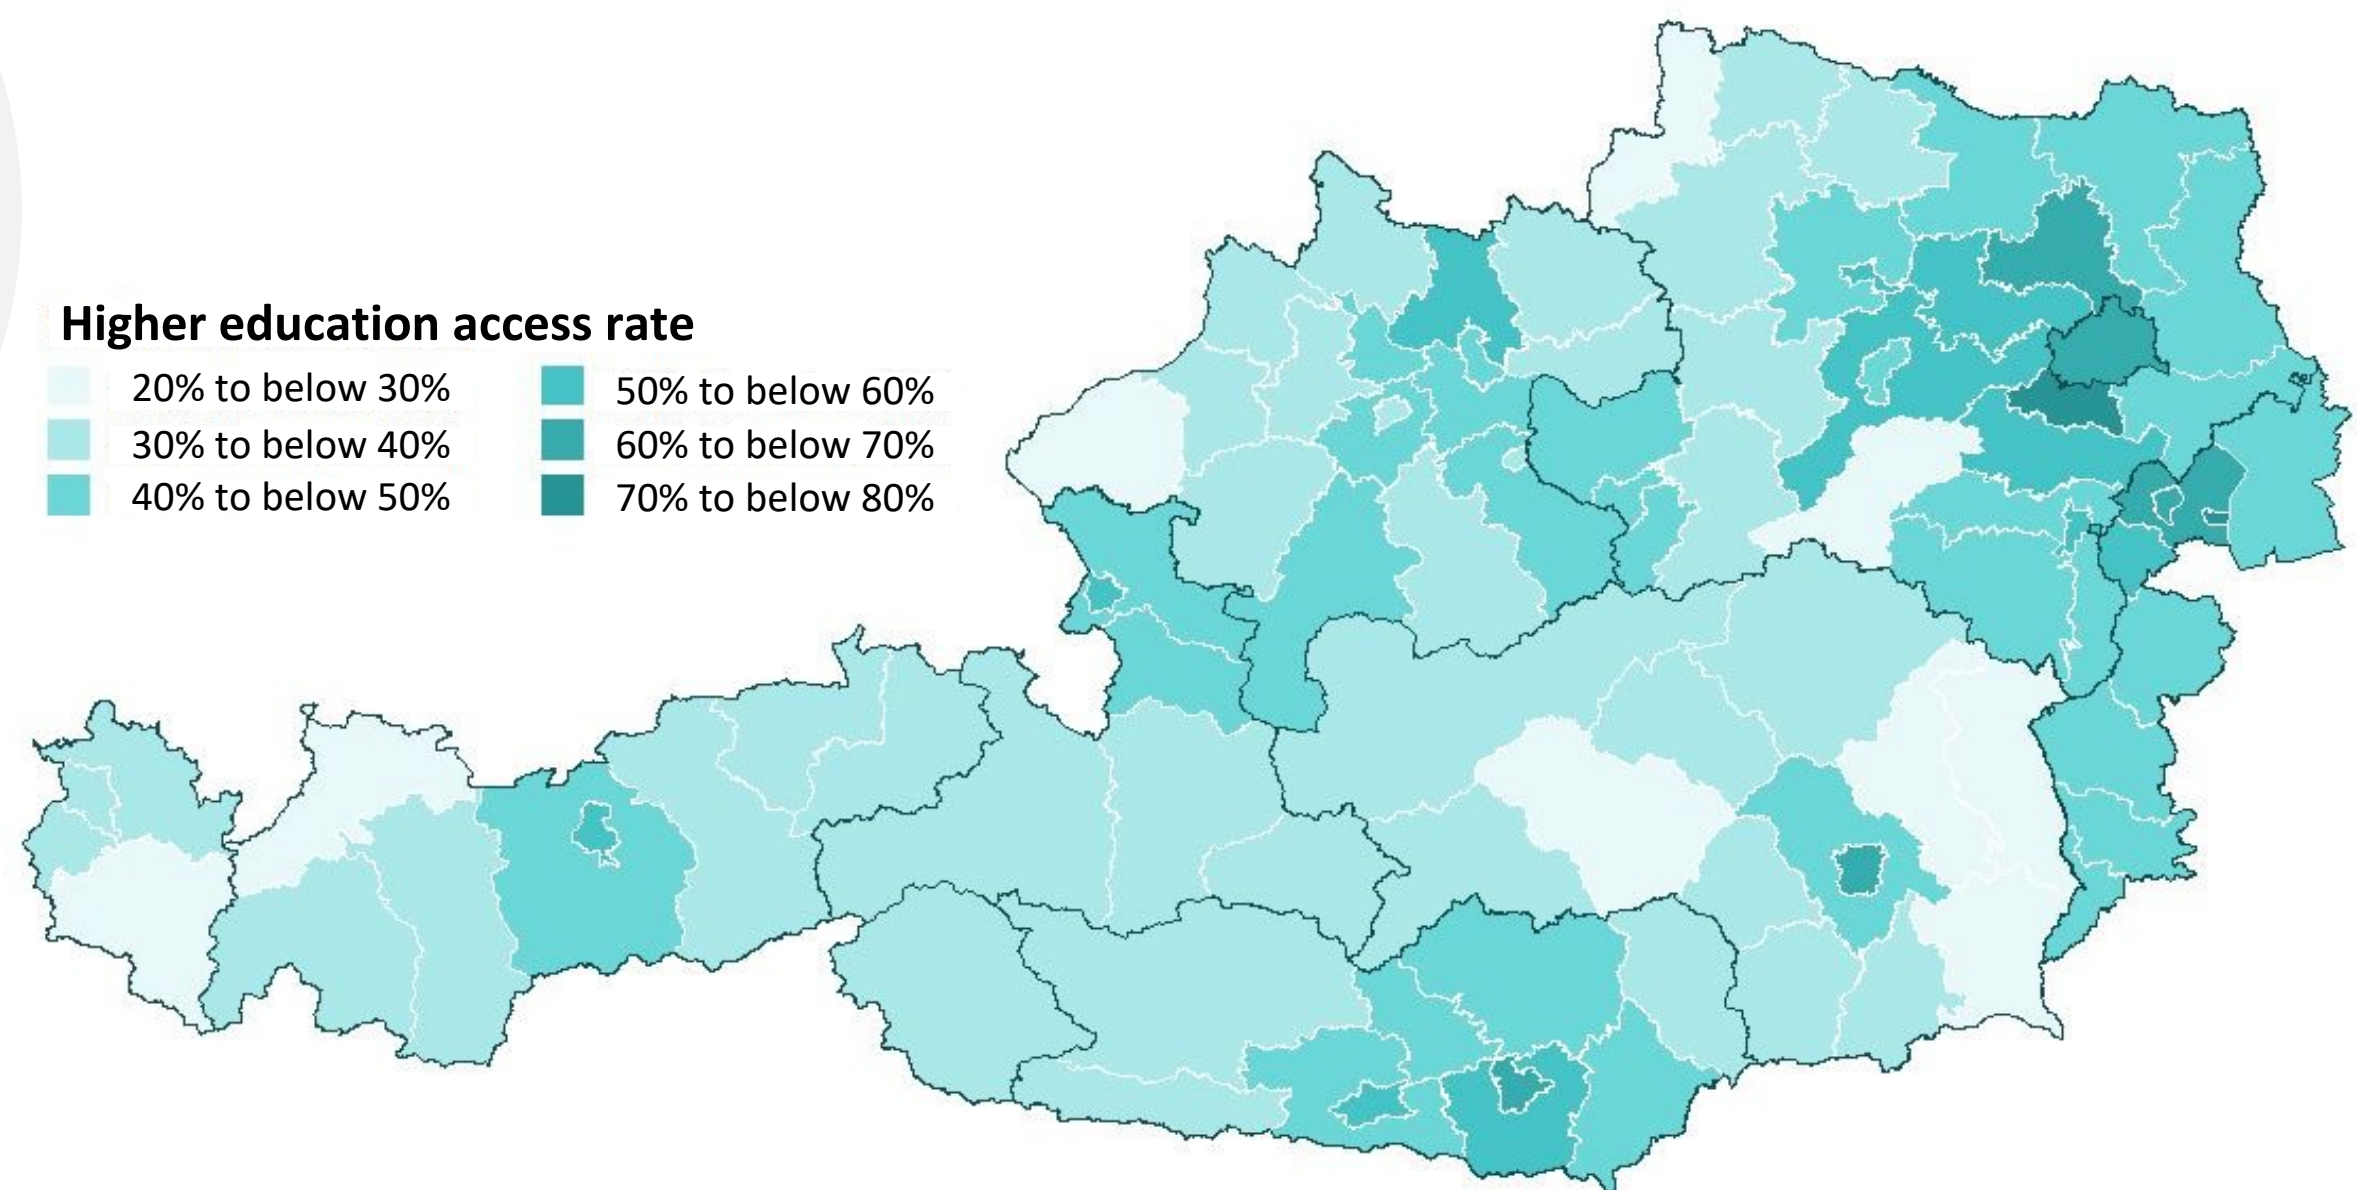 Higher education access rate
20% to below 30%
30% to below 40%
40% to below 50%
50% to below 60%
60% to below 70%
70% to below 80%